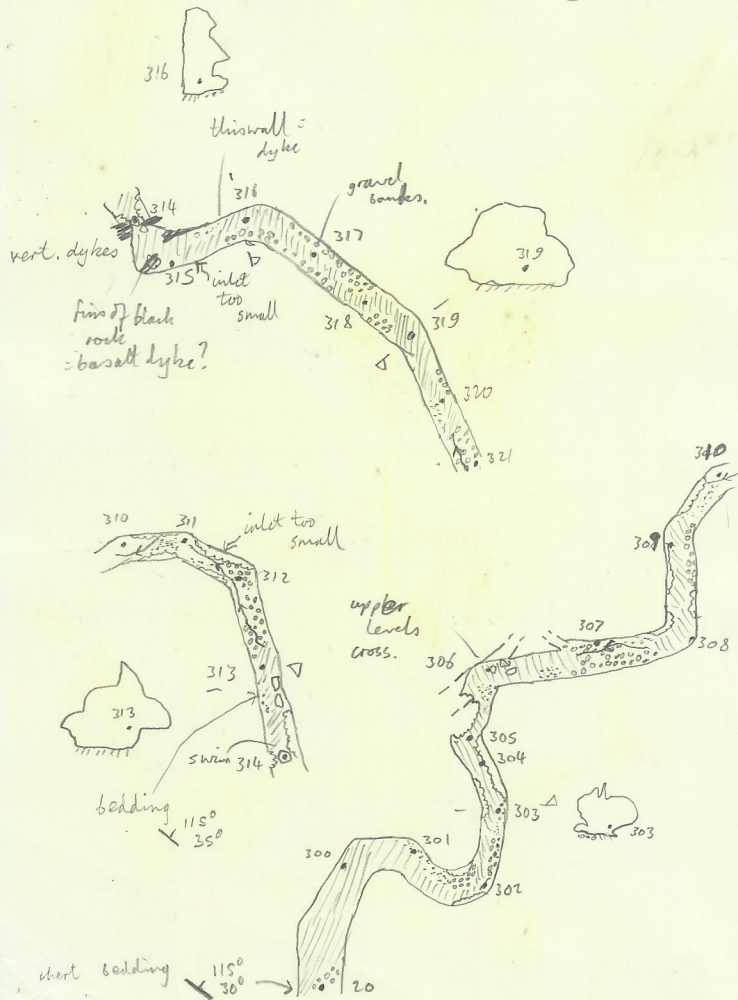 316
this wall =
dyke
316
314
gravel
banks.
317
vert. dykes
319
315
inlet
too
small
318
319
fins of black
rock
= basalt dyke?
320
321
310
310
311
inlet too
small
309
312
upper
levels
cross.
307
306
308
313
313
305
swim
314
304
bedding
115°
35°
303
303
300
301
302
chert bedding
115°
30°
20